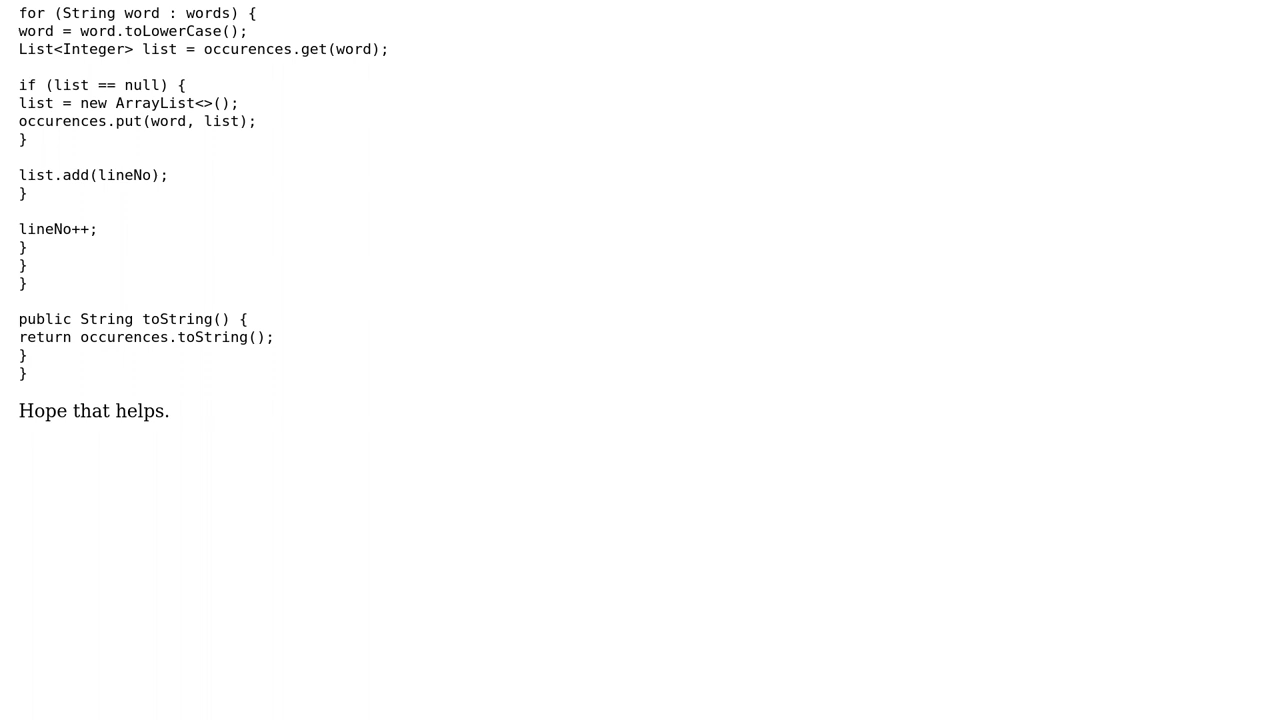 for (String word : words) {
word = word.toLowerCase();
List<Integer> list = occurences.get(word);

if (list == null) {
list = new ArrayList<>();
occurences.put(word, list);
}

list.add(lineNo);
}

lineNo++;
}
}
}

public String toString() {
return occurences.toString();
}
}

Hope that helps.